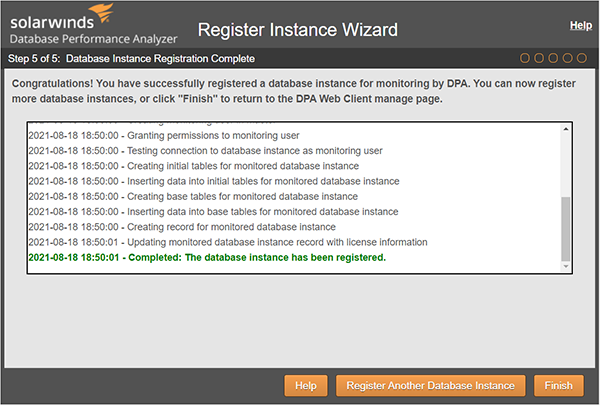 solarwinds
Database Performance Analyzer
Register Instance Wizard
Help
Step 5 of 5: Database Instance Registration Complete
Congratulations! You have successfully registered a database instance for monitoring by DPA. You can now register
more database instances, or click "Finish" to return to the DPA Web Client manage page.
2021-08-18 18:50:00 - Granting permissions to monitoring user
2021-08-18 18:50:00 - Testing connection to database instance as monitoring user
2021-08-18 18:50:00 - Creating initial tables for monitored database instance
2021-08-18 18:50:00 - Inserting data into initial tables for monitored database instance
2021-08-18 18:50:00 - Creating base tables for monitored database instance
2021-08-18 18:50:00 - Inserting data into base tables for monitored database instance
2021-08-18 18:50:00 - Creating record for monitored database instance
2021-08-18 18:50:01 - Updating monitored database instance record with license information
2021-08-18 18:50:01 - Completed: The database instance has been registered.
Help
Register Another Database Instance
Finish